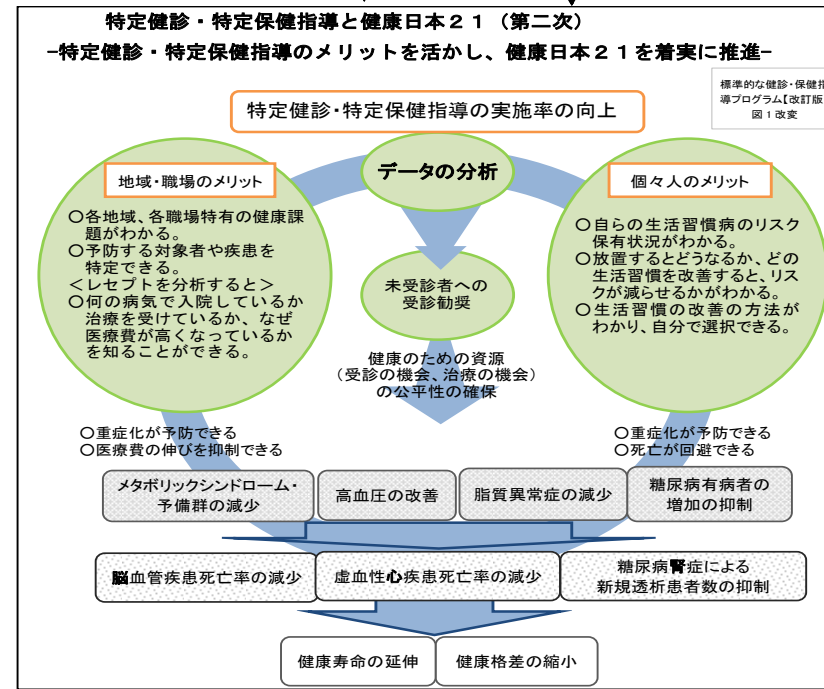 特定健診・特定保健指導と健康日本21（第二次）
-特定健診・特定保健指導のメリットを活かし、健康日本21を着実に推進-
標準的な健診・保健指
導プログラム【改訂版
図1改変
特定健診・特定保健指導の実施率の向上
データの分析
地域・職場のメリット
○各地域、各職場特有の健康課
題がわかる。
○予防する対象者や疾患を
特定できる。
＜レセプトを分析すると＞
○何の病気で入院しているか
治療を受けているか、なぜ
医療費が高くなっているか
を知ることができる。
個々人のメリット
○自らの生活習慣病のリスク
保有状況がわかる。
○放置するとどうなるか、どの
生活習慣を改善すると、リス
クが減らせるかがわかる。
○生活習慣の改善の方法が
わかり、自分で選択できる。
未受診者への
受診勧奨
健康のための資源
（受診の機会、治療の機会）
の公平性の確保
○重症化が予防できる
○医療費の伸びを抑制できる
○重症化が予防できる
○死亡が回避できる
メタボリックシンドローム・
予備群の減少
高血圧の改善
脂質異常症の減少
糖尿病有病者の
増加の抑制
脳血管疾患死亡率の減少
虚血性心疾患死亡率の減少
糖尿病腎症による
新規透析患者数の抑制
健康寿命の延伸
健康格差の縮小